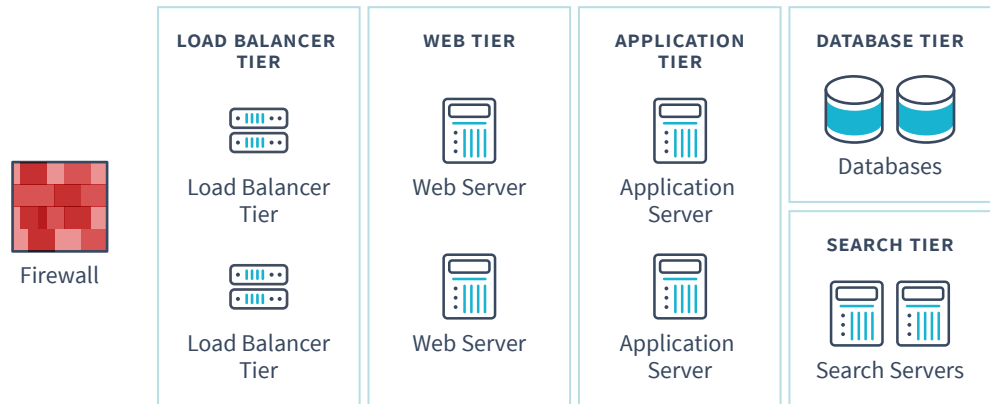 Firewall
LOAD BALANCER
TIER
Load Balancer
Tier
Load Balancer
Tier
WEB TIER
Web Server
Web Server
APPLICATION
TIER
Application
Server
Application
Server
DATABASE TIER
Databases
SEARCH TIER
Search Servers